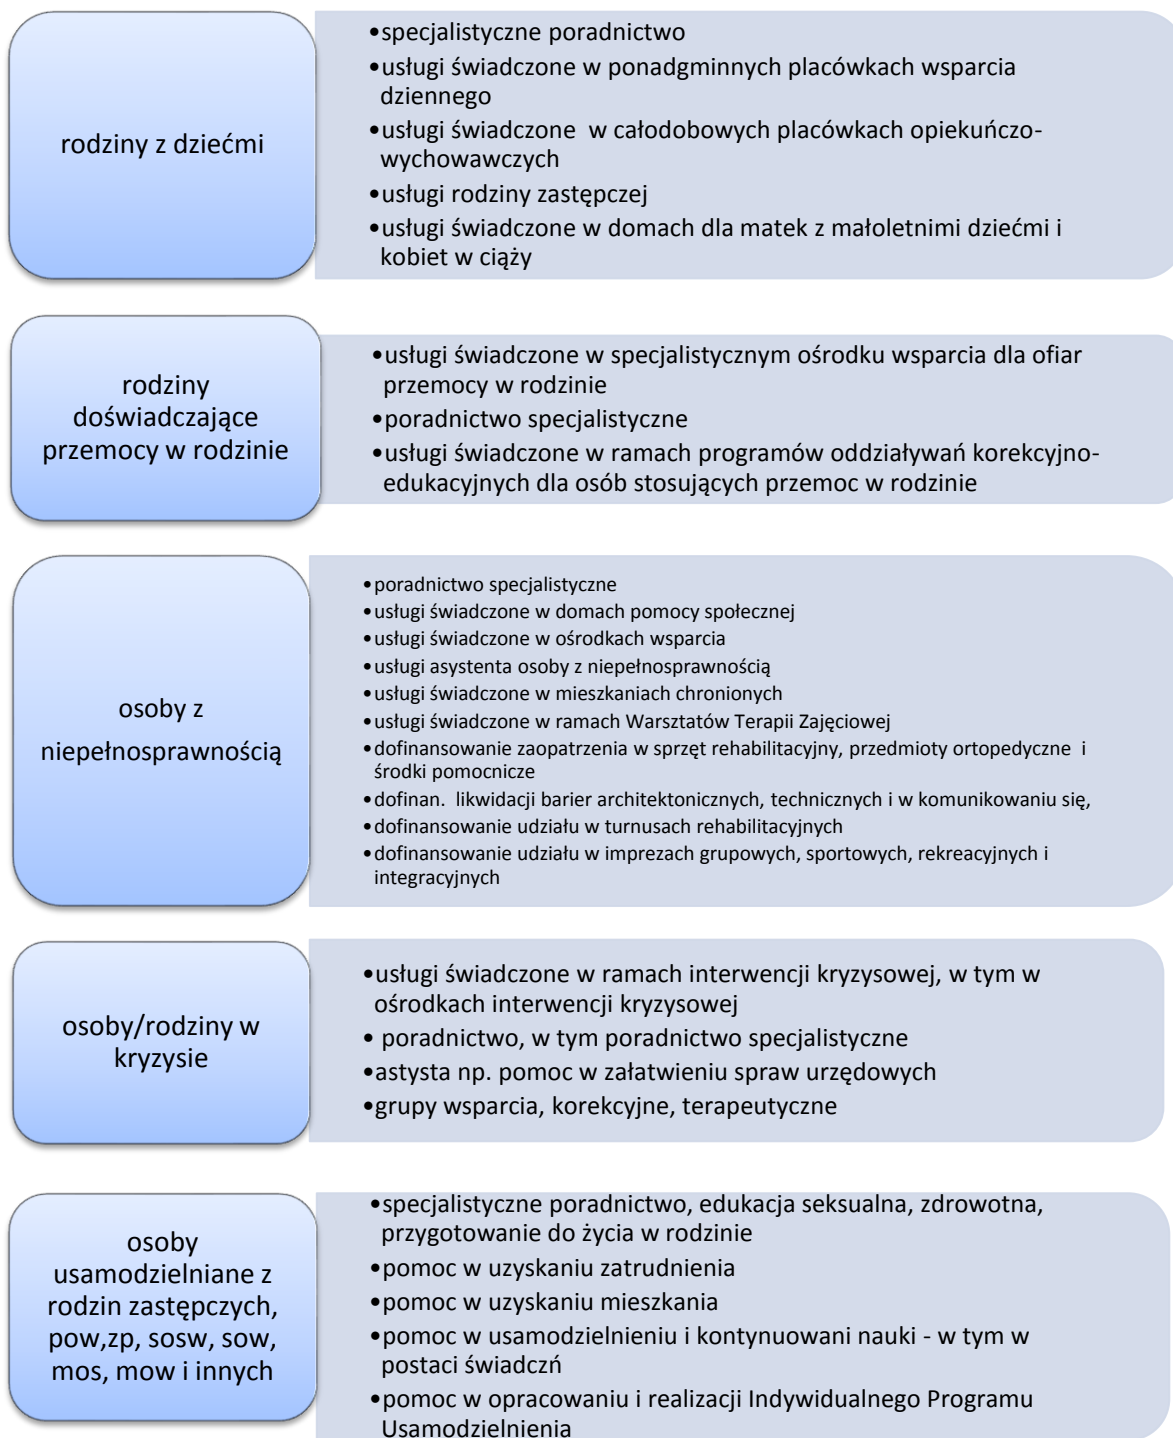 rodziny z dziećmi
•specjalistyczne poradnictwo
•usługi świadczone w ponadgminnych placówkach wsparcia
dziennego
•usługi świadczone  w całodobowych placówkach opiekuńczo-
wychowawczych
•usługi rodziny zastępczej
•usługi świadczone w domach dla matek z małoletnimi dziećmi i
kobiet w ciąży
rodziny
doświadczające
przemocy w rodzinie
•usługi świadczone w specjalistycznym ośrodku wsparcia dla ofiar
przemocy w rodzinie
•poradnictwo specjalistyczne
•usługi świadczone w ramach programów oddziaływań korekcyjno-
edukacyjnych dla osób stosujących przemoc w rodzinie
osoby z
niepełnosprawnością
•poradnictwo specjalistyczne
•usługi świadczone w domach pomocy społecznej
•usługi świadczone w ośrodkach wsparcia
•usługi asystenta osoby z niepełnosprawnością
•usługi świadczone w mieszkaniach chronionych
•usługi świadczone w ramach Warsztatów Terapii Zajęciowej
•dofinansowanie zaopatrzenia w sprzęt rehabilitacyjny, przedmioty ortopedyczne  i
środki pomocnicze
•dofinan.  likwidacji barier architektonicznych, technicznych i w komunikowaniu się,
•dofinansowanie udziału w turnusach rehabilitacyjnych
•dofinansowanie udziału w imprezach grupowych, sportowych, rekreacyjnych i
integracyjnych
osoby/rodziny w
kryzysie
•usługi świadczone w ramach interwencji kryzysowej, w tym w
ośrodkach interwencji kryzysowej
• poradnictwo, w tym poradnictwo specjalistyczne
•astysta np. pomoc w załatwieniu spraw urzędowych
•grupy wsparcia, korekcyjne, terapeutyczne
osoby
usamodzielniane z
rodzin zastępczych,
pow,zp, sosw, sow,
mos, mow i innych
•specjalistyczne poradnictwo, edukacja seksualna, zdrowotna,
przygotowanie do życia w rodzinie
•pomoc w uzyskaniu zatrudnienia
•pomoc w uzyskaniu mieszkania
•pomoc w usamodzielnieniu i kontynuowani nauki - w tym w
postaci świadczń
•pomoc w opracowaniu i realizacji Indywidualnego Programu
Usamodzielnienia